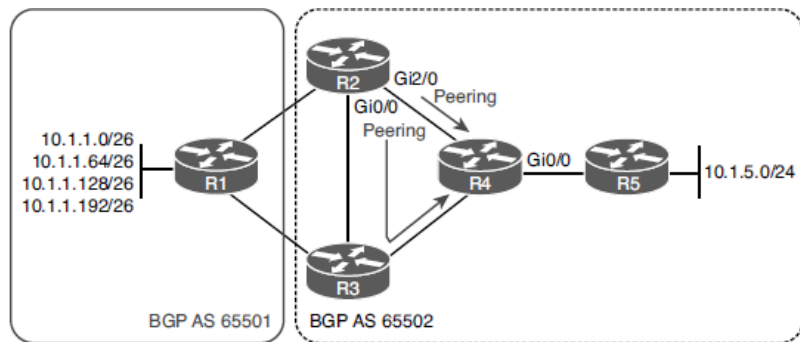 10.1.1.0/26
10.1.1.64/26
10.1.1.128/26
10.1.1.192/26
R1
BGP AS 65501
R2
Gi2/0
Peering
Gi0/0
Peering
R4
Gi0/0
R5
10.1.5.0/24
R3
BGP AS 65502